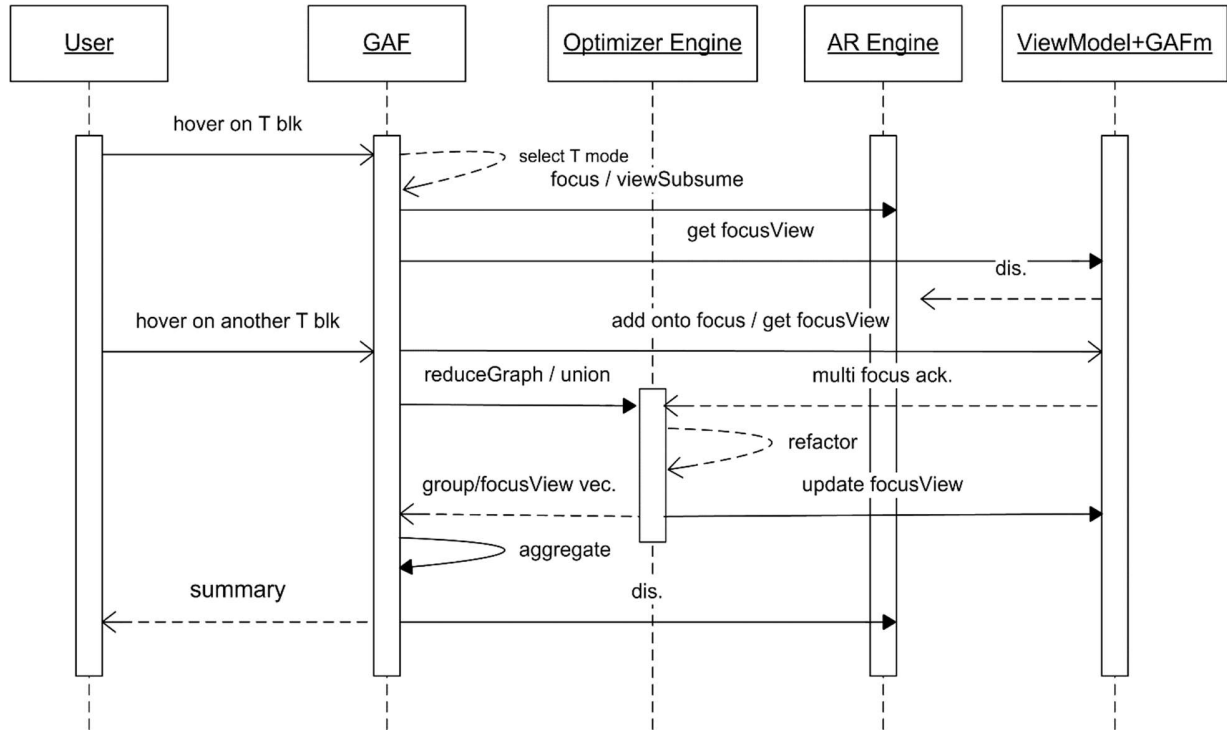 User
GAF
Optimizer Engine
AR Engine
ViewModel+GAFm
hover on T blk
select T mode
focus / viewSubsume
get focusView
dis.
hover on another T blk
add onto focus / get focusView
reduceGraph / union
multi focus ack.
refactor
group/focusView vec.
update focusView
aggregate
summary
dis.